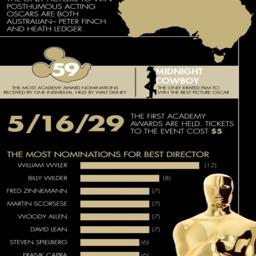 POSTHUMOUS ACTING
OSCARS ARE BOTH
AUSTRALIAN– PETER FINCH
AND HEATH LEDGER.
59
THE MOST ACADEMY AWARD NOMINATIONS
RECEIVED BY ONE INDIVIDUAL, HELD BY WALT DISNEY
MIDNIGHT
COWBOY
THE ONLY X-RATED FILM TO
WIN THE BEST PICTURE OSCAR
5/16/29
THE FIRST ACADEMY
AWARDS ARE HELD. TICKETS
TO THE EVENT COST $5.
THE MOST NOMINATIONS FOR BEST DIRECTOR
WILLIAM WYLER (12)
BILLY WILDER (8)
FRED ZINNEMANN (7)
MARTIN SCORSESE (7)
WOODY ALLEN (7)
DAVID LEAN (7)
STEVEN SPIELBERG (6)
FRANK CAPRA (6)